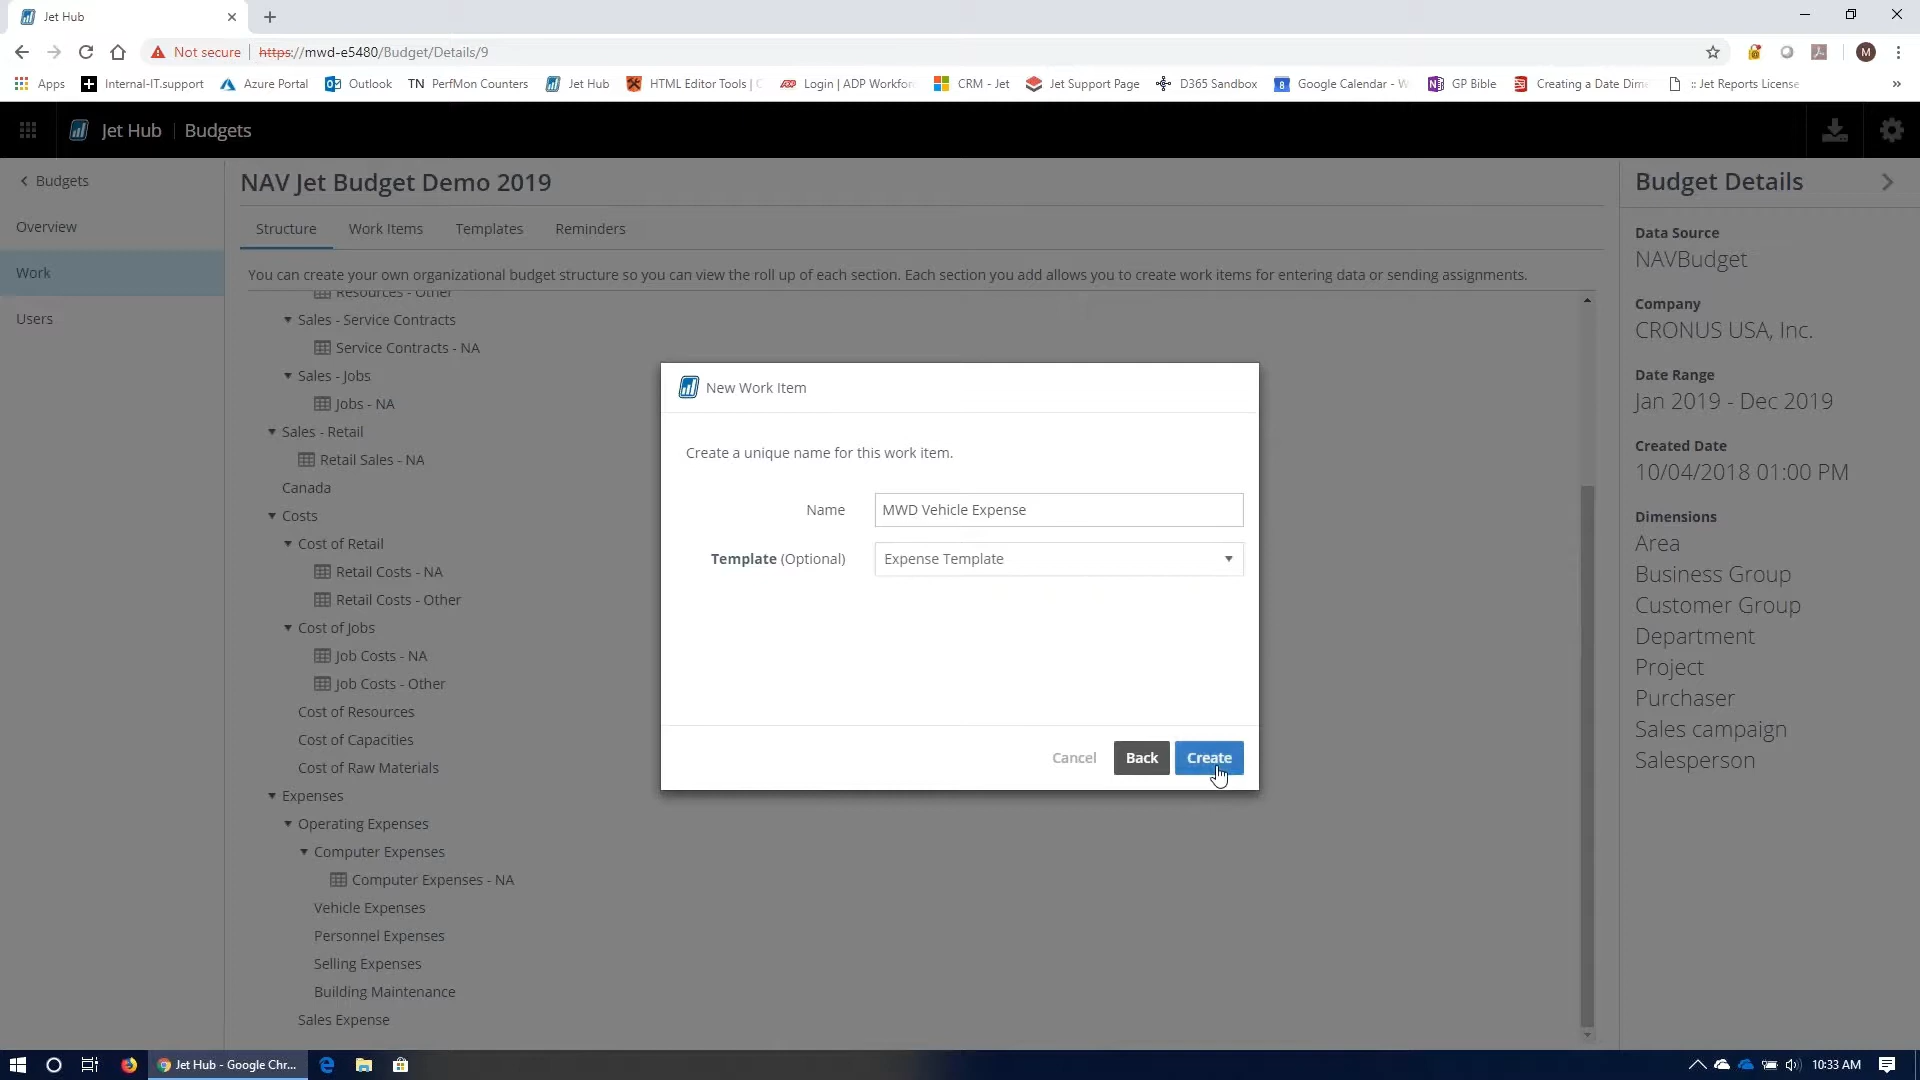 Jet Hub
Not secure
https://mwd-e5480/Budget/Details/9
M
Apps
Internal-IT.support
Azure Portal
Outlook
TN PerfMon Counters
Jet Hub
HTML Editor Tools | C
Login | ADP Workfor
CRM - Jet
Jet Support Page
D365 Sandbox
8 Google Calendar - W
GP Bible
Creating a Date Dime
:: Jet Reports License
»
Jet Hub | Budgets
Budgets
Overview
Work
Users
NAV Jet Budget Demo 2019
Structure
Work Items
Templates
Reminders
You can create your own organizational budget structure so you can view the roll up of each section. Each section you add allows you to create work items for entering data or sending assignments.
Resources - Other
Sales - Service Contracts
Service Contracts - NA
Sales - Jobs
Jobs - NA
Sales - Retail
Retail Sales - NA
Canada
Costs
Cost of Retail
Retail Costs - NA
Retail Costs - Other
Cost of Jobs
Job Costs - NA
Job Costs - Other
Cost of Resources
Cost of Capacities
Cost of Raw Materials
Expenses
Operating Expenses
Computer Expenses
Computer Expenses - NA
Vehicle Expenses
Personnel Expenses
Selling Expenses
Building Maintenance
Sales Expense
New Work Item
Create a unique name for this work item.
Name
MWD Vehicle Expense
Template (Optional)
Expense Template
Cancel
Back
Create
Budget Details
Data Source
NAVBudget
Company
CRONUS USA, Inc.
Date Range
Jan 2019 - Dec 2019
Created Date
10/04/2018 01:00 PM
Dimensions
Area
Business Group
Customer Group
Department
Project
Purchaser
Sales campaign
Salesperson
Jet Hub - Google Chr...
10:33 AM